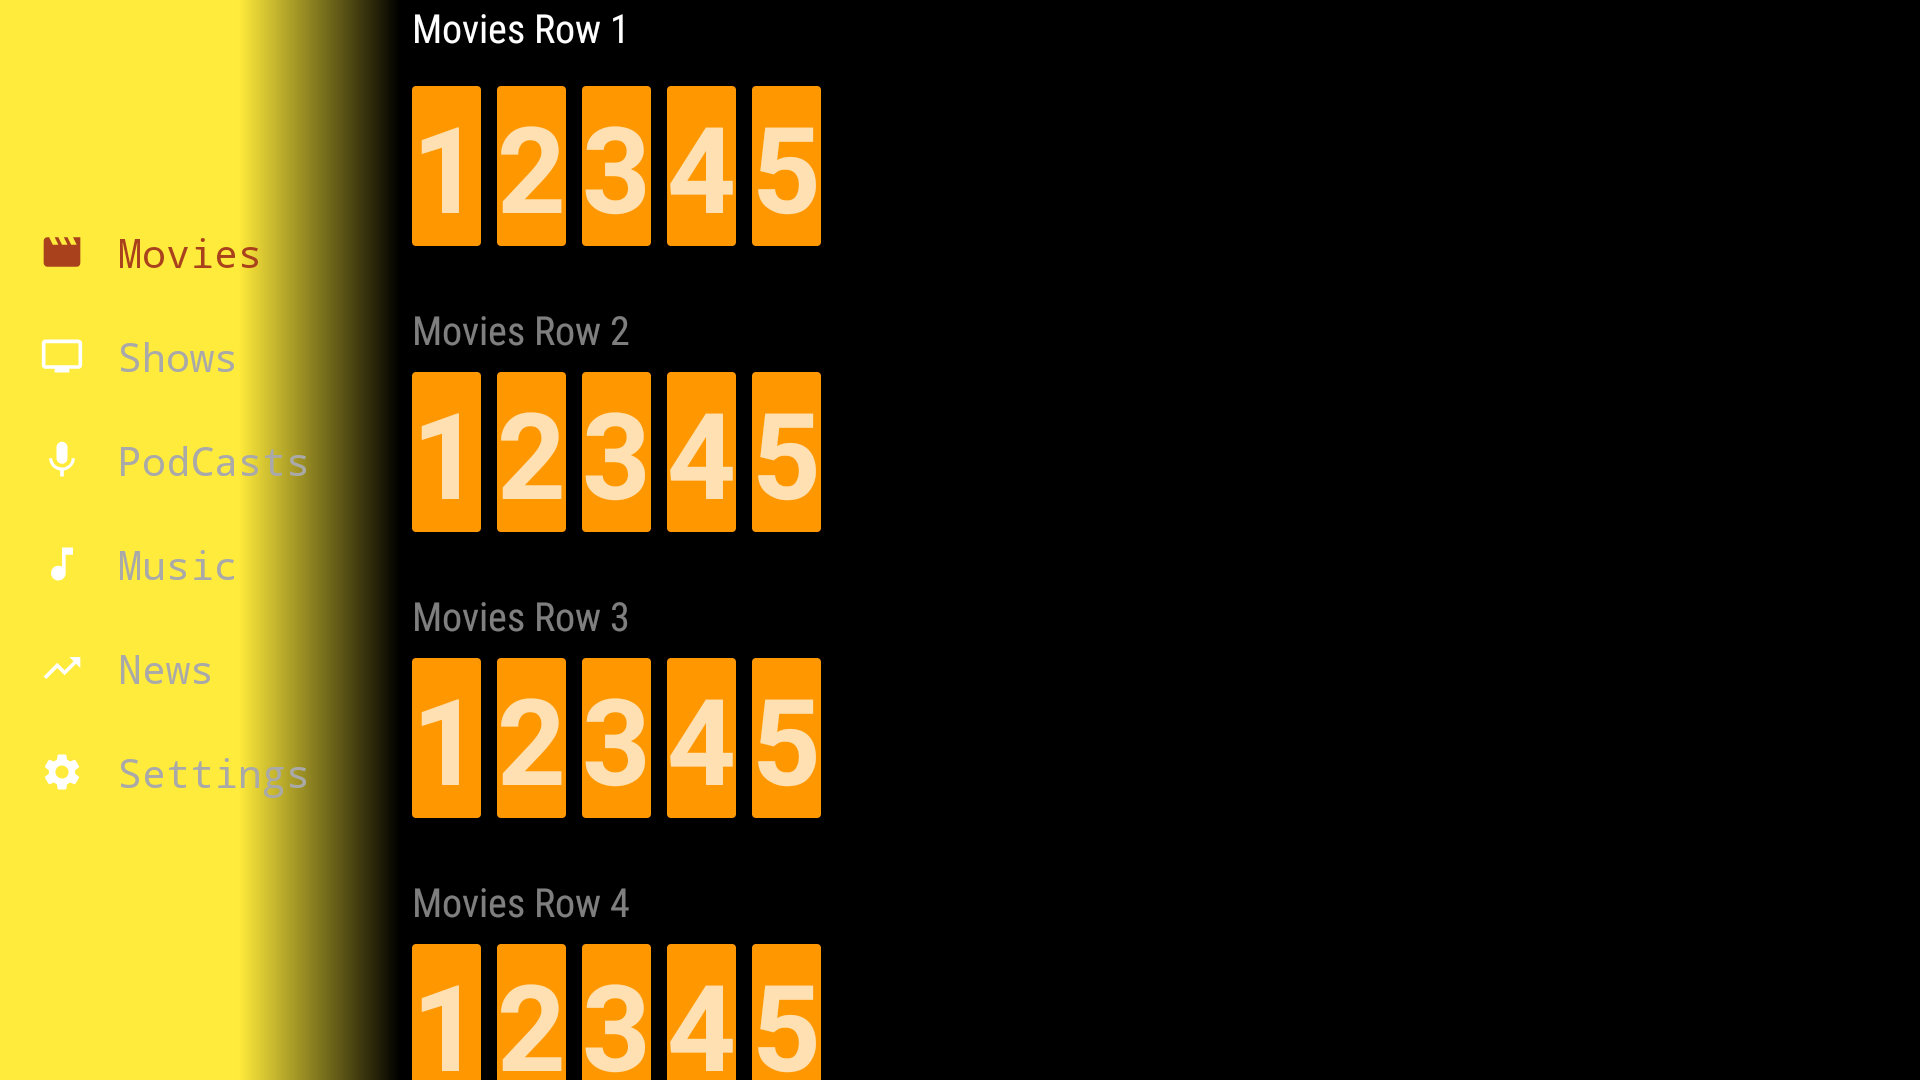 Movies
Shows
PodCasts
Music
News
Settings
Movies Row 1
1 2 3 4 5
Movies Row 2
1 2 3 4 5
Movies Row 3
1 2 3 4 5
Movies Row 4
1 2 3 4 5